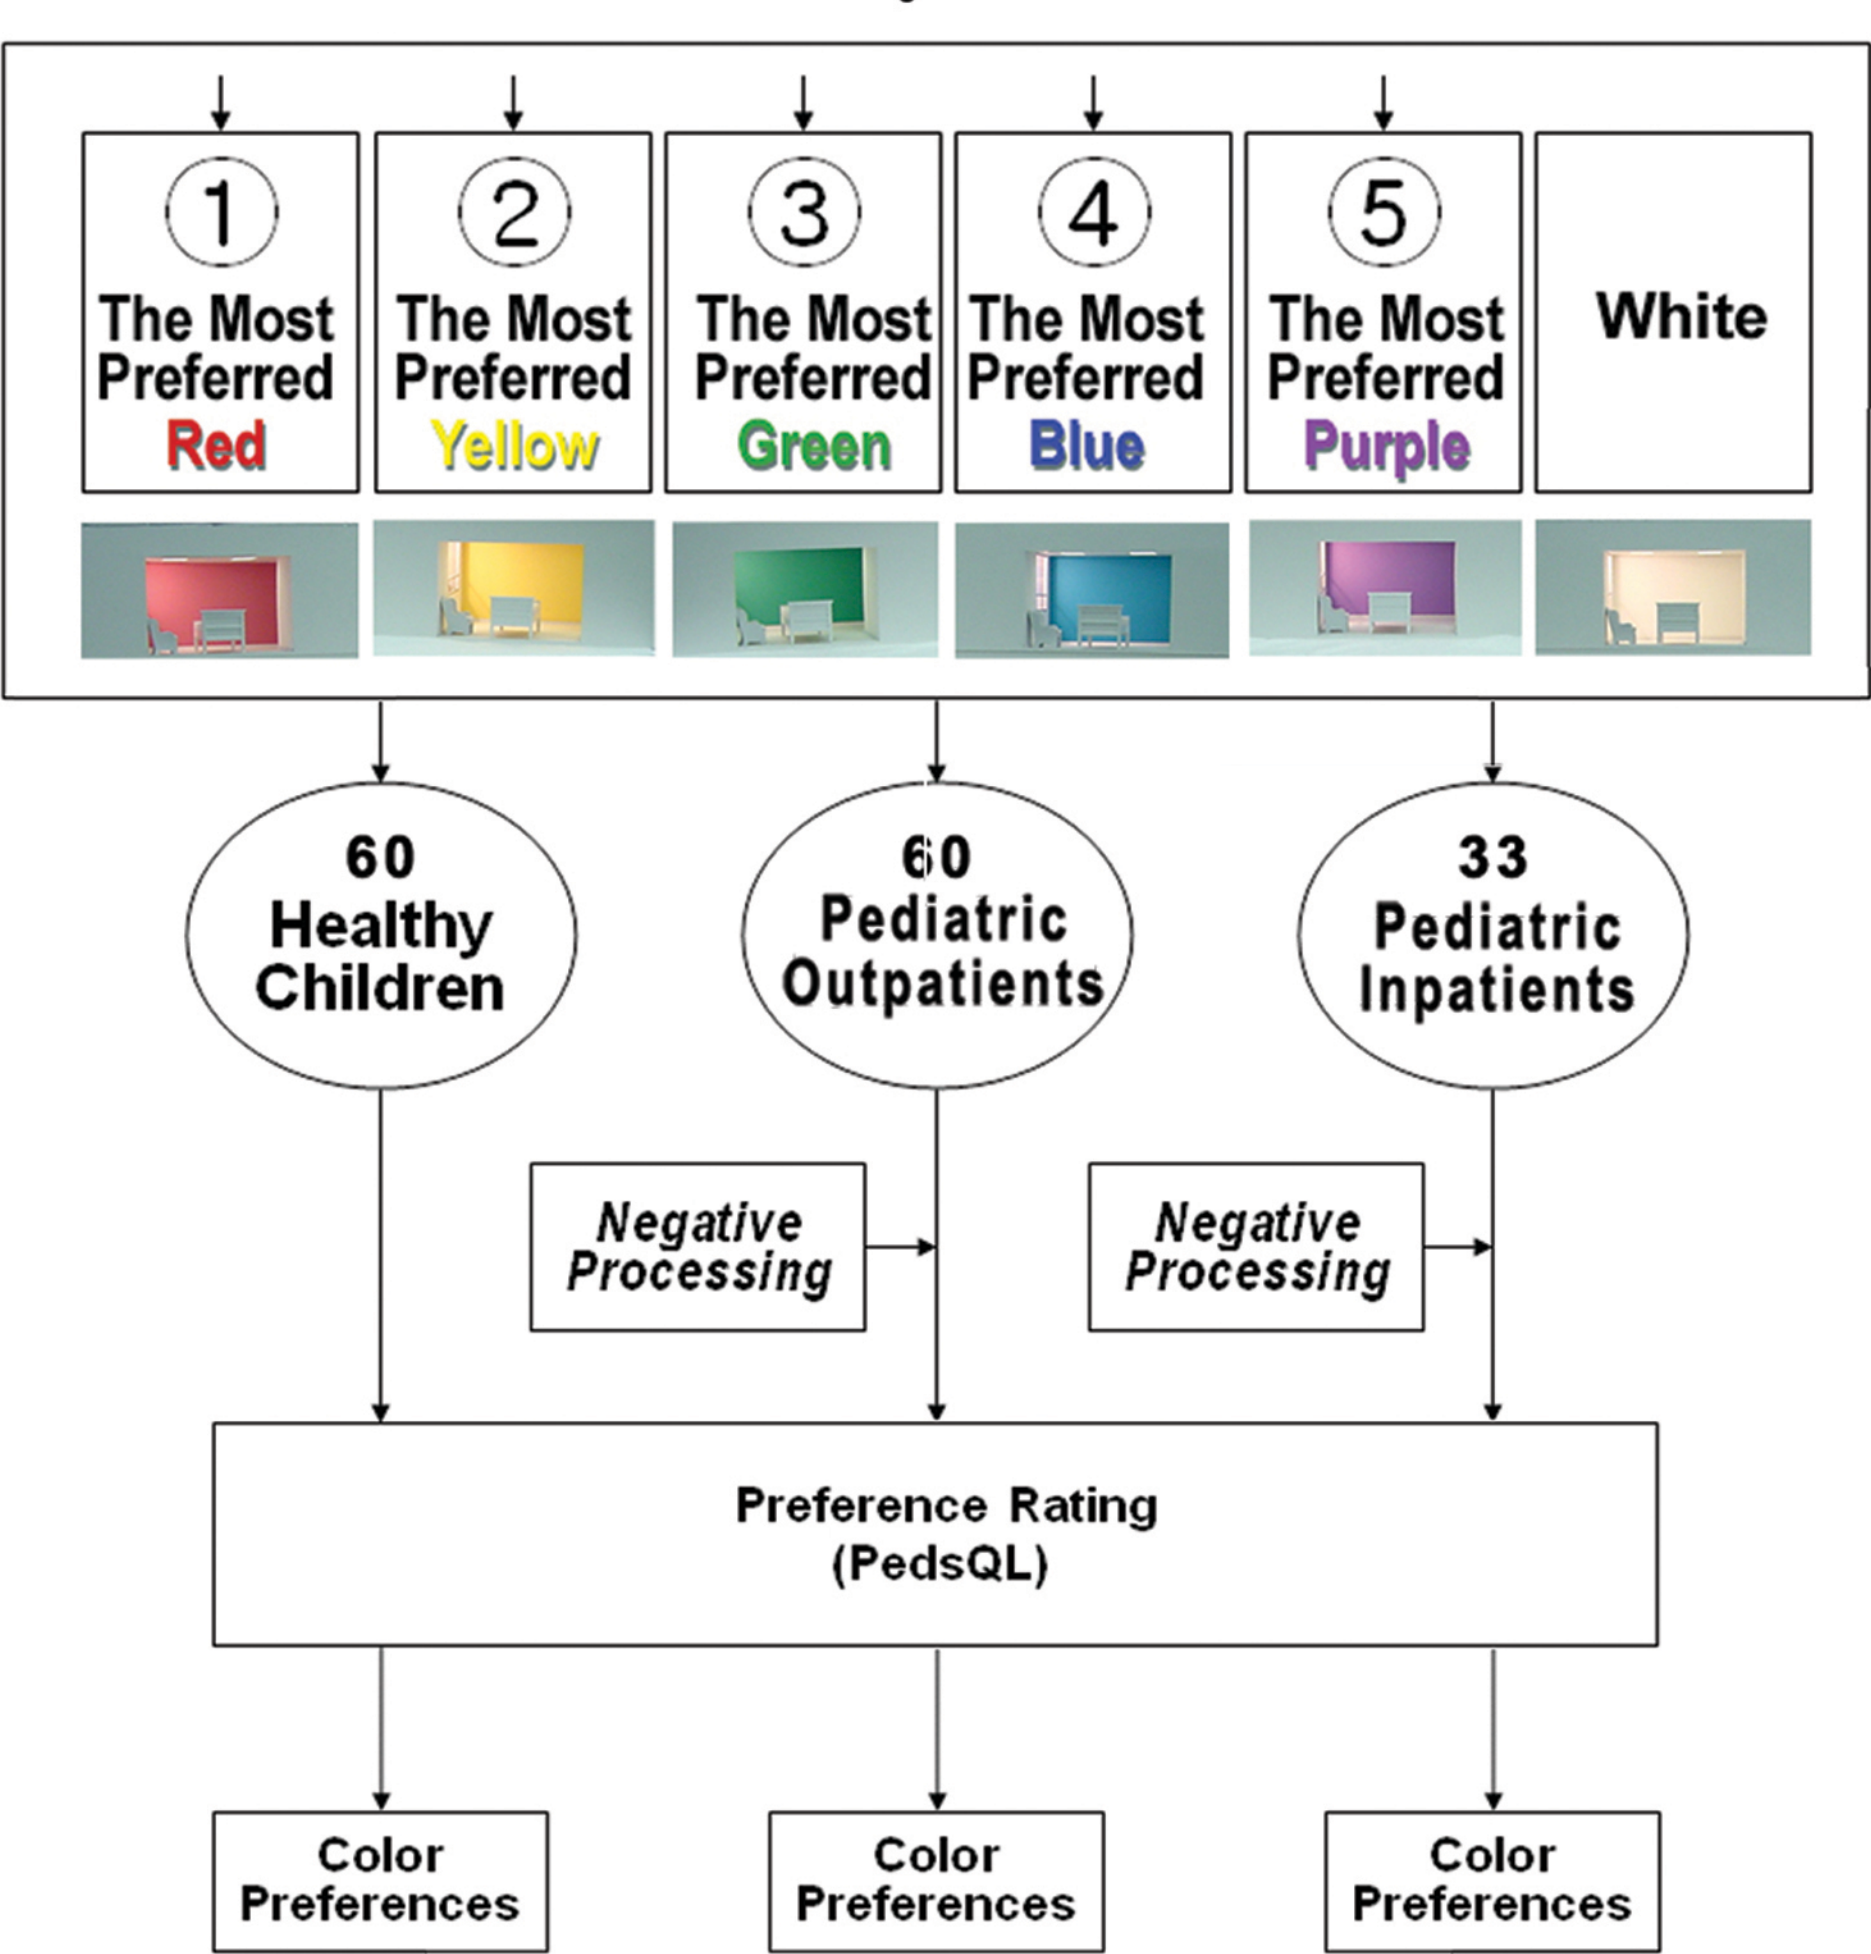 1
2
3
4
5
The Most
Preferred
Red
The Most
Preferred
Yellow
The Most
Preferred
Green
The Most
Preferred
Blue
The Most
Preferred
Purple
White
60
Healthy
Children
60
Pediatric
Outpatients
33
Pediatric
Inpatients
Negative
Processing
Negative
Processing
Preference Rating
(PedsQL)
Color
Preferences
Color
Preferences
Color
Preferences